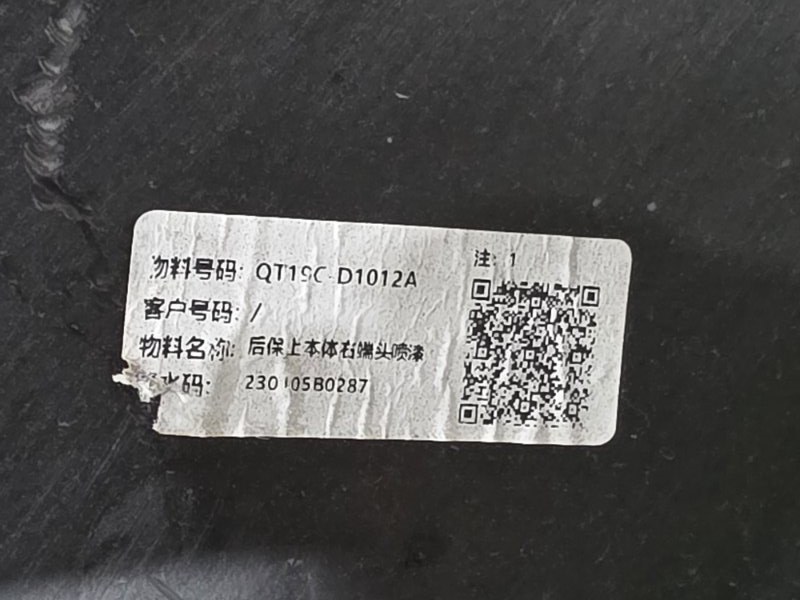 物料号码: QT19C-D1012A
注: 1
客户号码: /
物料名称: 后保上本体右端头喷漆
水码: 230105B0287